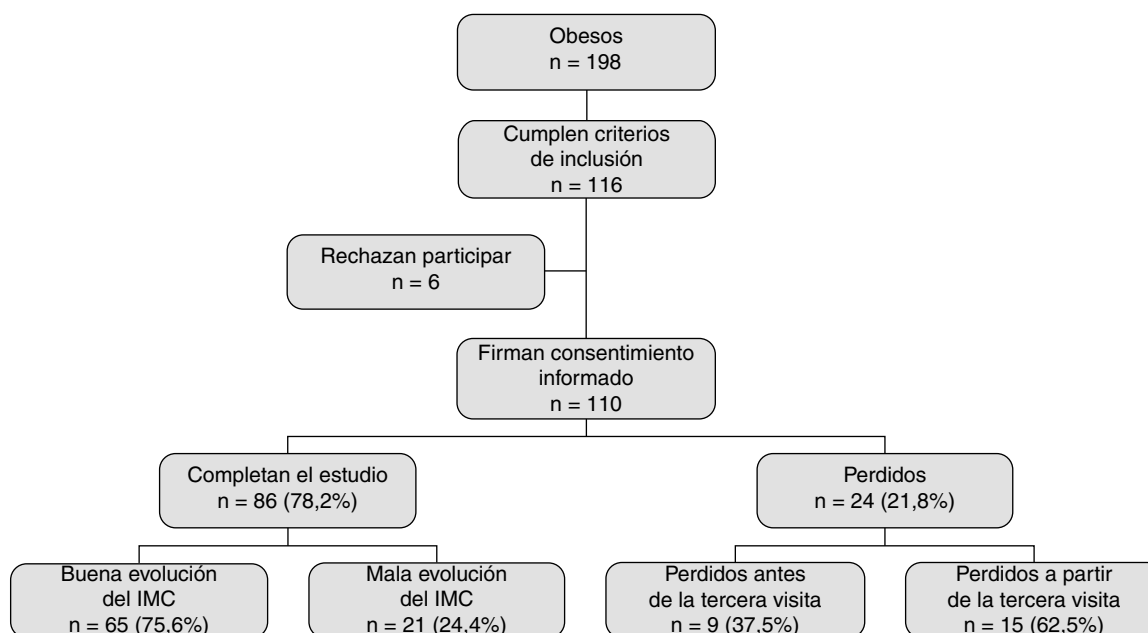 Obesos
n = 198
Cumplen criterios
de inclusión
n = 116
Rechazan participar
n = 6
Firman consentimiento
informado
n = 110
Completan el estudio
n = 86 (78,2%)
Perdidos
n = 24 (21,8%)
Buena evolución
del IMC
n = 65 (75,6%)
Mala evolución
del IMC
n = 21 (24,4%)
Perdidos antes
de la tercera visita
n = 9 (37,5%)
Perdidos a partir
de la tercera visita
n = 15 (62,5%)